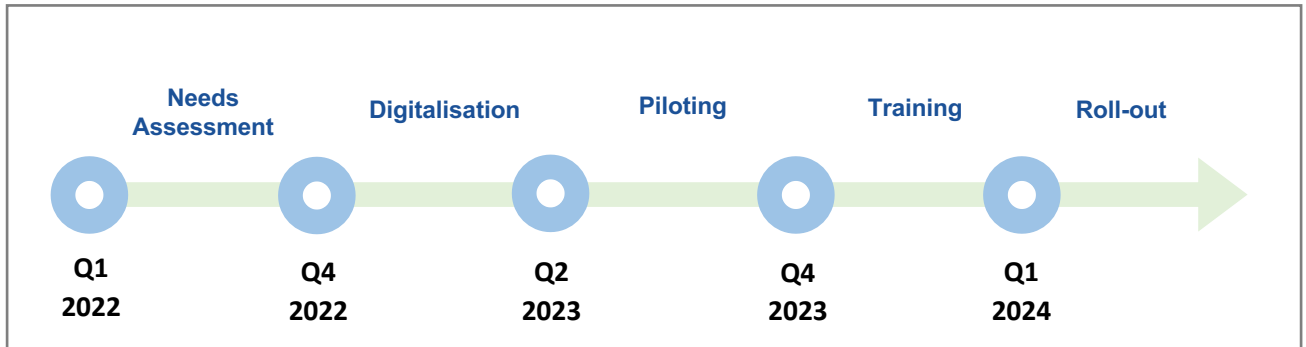 Needs
Assessment
Digitalisation
Piloting
Training
Roll-out
Q1
2022
Q4
2022
Q2
2023
Q4
2023
Q1
2024